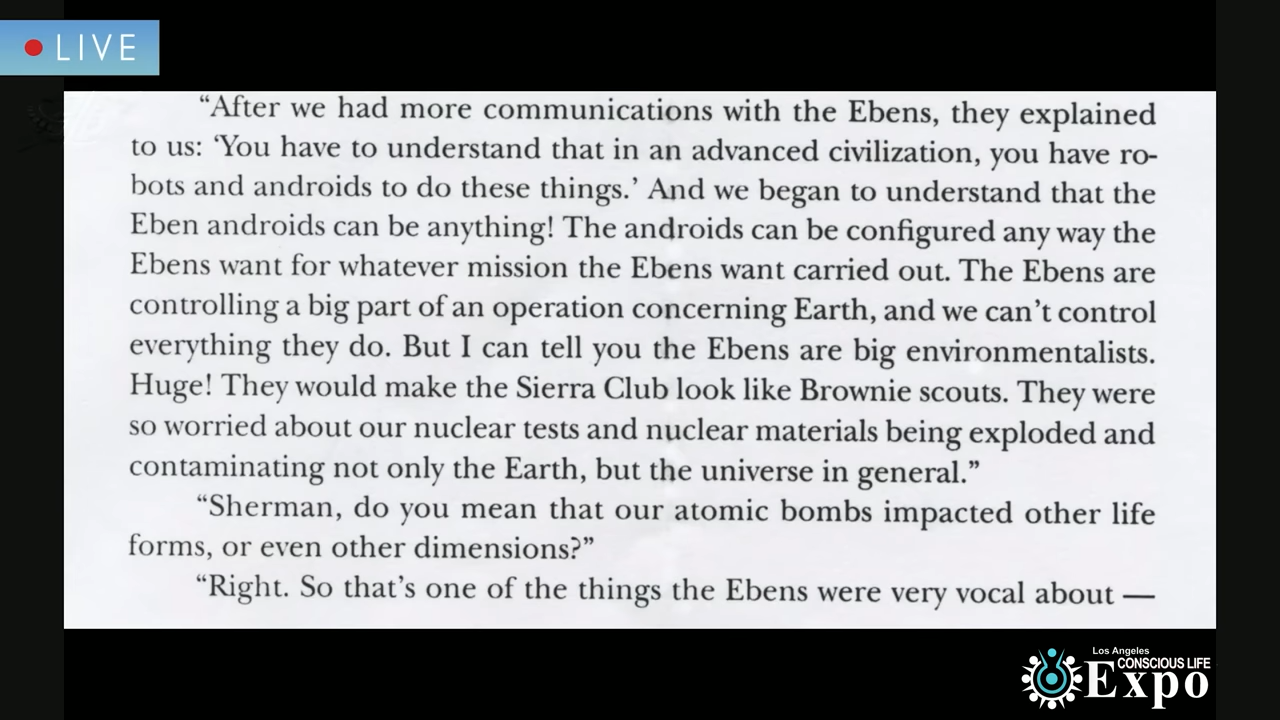 LIVE
“After we had more communications with the Ebens, they explained
to us: ‘You have to understand that in an advanced civilization, you have ro-
bots and androids to do these things.’ And we began to understand that the
Eben androids can be anything! The androids can be configured any way the
Ebens want for whatever mission the Ebens want carried out. The Ebens are
controlling a big part of an operation concerning Earth, and we can’t control
everything they do. But I can tell you the Ebens are big environmentalists.
Huge! They would make the Sierra Club look like Brownie scouts. They were
so worried about our nuclear tests and nuclear materials being exploded and
contaminating not only the Earth, but the universe in general.”
“Sherman, do you mean that our atomic bombs impacted other life
forms, or even other dimensions?”
“Right. So that’s one of the things the Ebens were very vocal about —
Los Angeles
CONSCIOUS LIFE
Expo